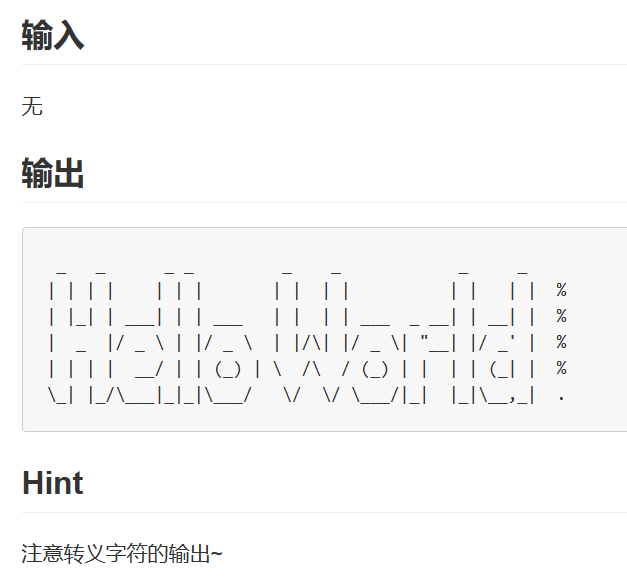 输入
无
输出
 _   _      _ _         _    _            _     _
| | | |    | | |       | |  | |          | |   | |  %
| |_| | ___| | | ___   | |  | | ___  _ __| | __| |  %
|  _  |/ _ \ | |/ _ \  | |/\| |/ _ \| "__| |/ _' |  %
| | | |  __/ | | (_) | \  /\  / (_) | |  | | (_| |  %
\_| |_/\___|_|_|\___/   \/  \/ \___/|_|  |_|\__,_|  .
Hint
注意转义字符的输出~